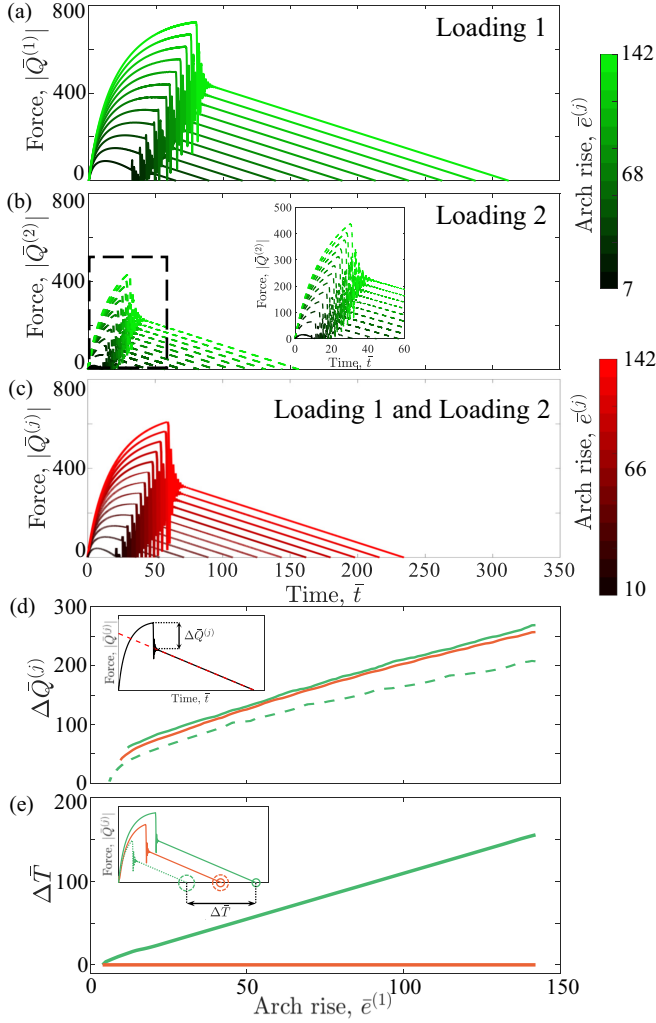 (a)
Loading 1
Force, |Q̄⁽¹⁾|
800
400
0
142
68
7
Arch rise, ē⁽ʲ⁾
(b)
Loading 2
Force, |Q̄⁽²⁾|
800
400
0
500
400
300
200
100
0
Force, |Q̄⁽²⁾|
0 20 40 60
Time, t̄
(c)
Loading 1 and Loading 2
Force, |Q̄⁽ʲ⁾|
800
400
0
0 50 100 150 200 250 300 350
Time, t̄
142
66
10
Arch rise, ē⁽ʲ⁾
(d)
ΔQ̄⁽ʲ⁾
300
250
200
150
100
50
0
Force, |Q̄⁽ʲ⁾|
ΔQ̄⁽ʲ⁾
Time, t̄
(e)
ΔT̄
200
100
0
Force, |Q̄⁽ʲ⁾|
ΔT̄
0 50 100 150
Arch rise, ē⁽¹⁾